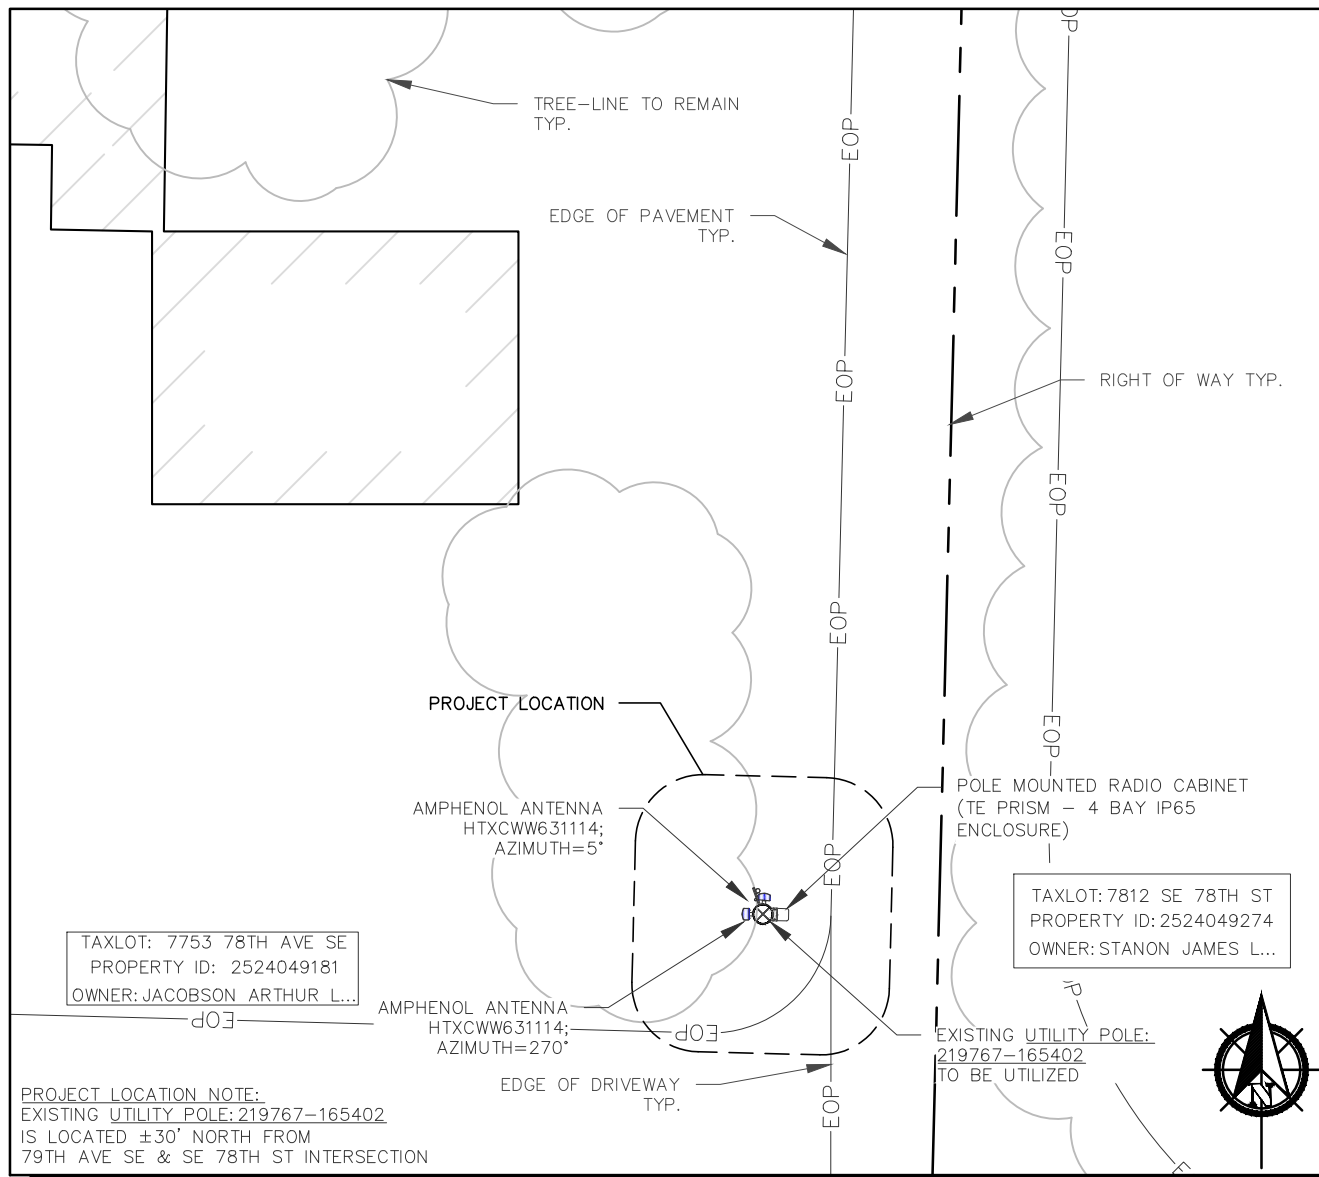 EOP
TREE-LINE TO REMAIN
TYP.
EOP
EDGE OF PAVEMENT
TYP.
EOP
EOP
RIGHT OF WAY TYP.
EOP
EOP
EOP
PROJECT LOCATION
EOP
AMPHENOL ANTENNA
HTXCWW631114;
AZIMUTH=5°
POLE MOUNTED RADIO CABINET
(TE PRISM - 4 BAY IP65
ENCLOSURE)
EOP
TAXLOT: 7812 SE 78TH ST
PROPERTY ID: 2524049274
OWNER: STANON JAMES L...
TAXLOT: 7753 78TH AVE SE
PROPERTY ID: 2524049181
OWNER: JACOBSON ARTHUR L...
EOP
AMPHENOL ANTENNA
HTXCWW631114;
AZIMUTH=270°
EOP
P
EXISTING UTILITY POLE:
219767-165402
TO BE UTILIZED
EDGE OF DRIVEWAY
TYP.
EOP
N
PROJECT LOCATION NOTE:
EXISTING UTILITY POLE: 219767-165402
IS LOCATED ±30' NORTH FROM
79TH AVE SE & SE 78TH ST INTERSECTION
E